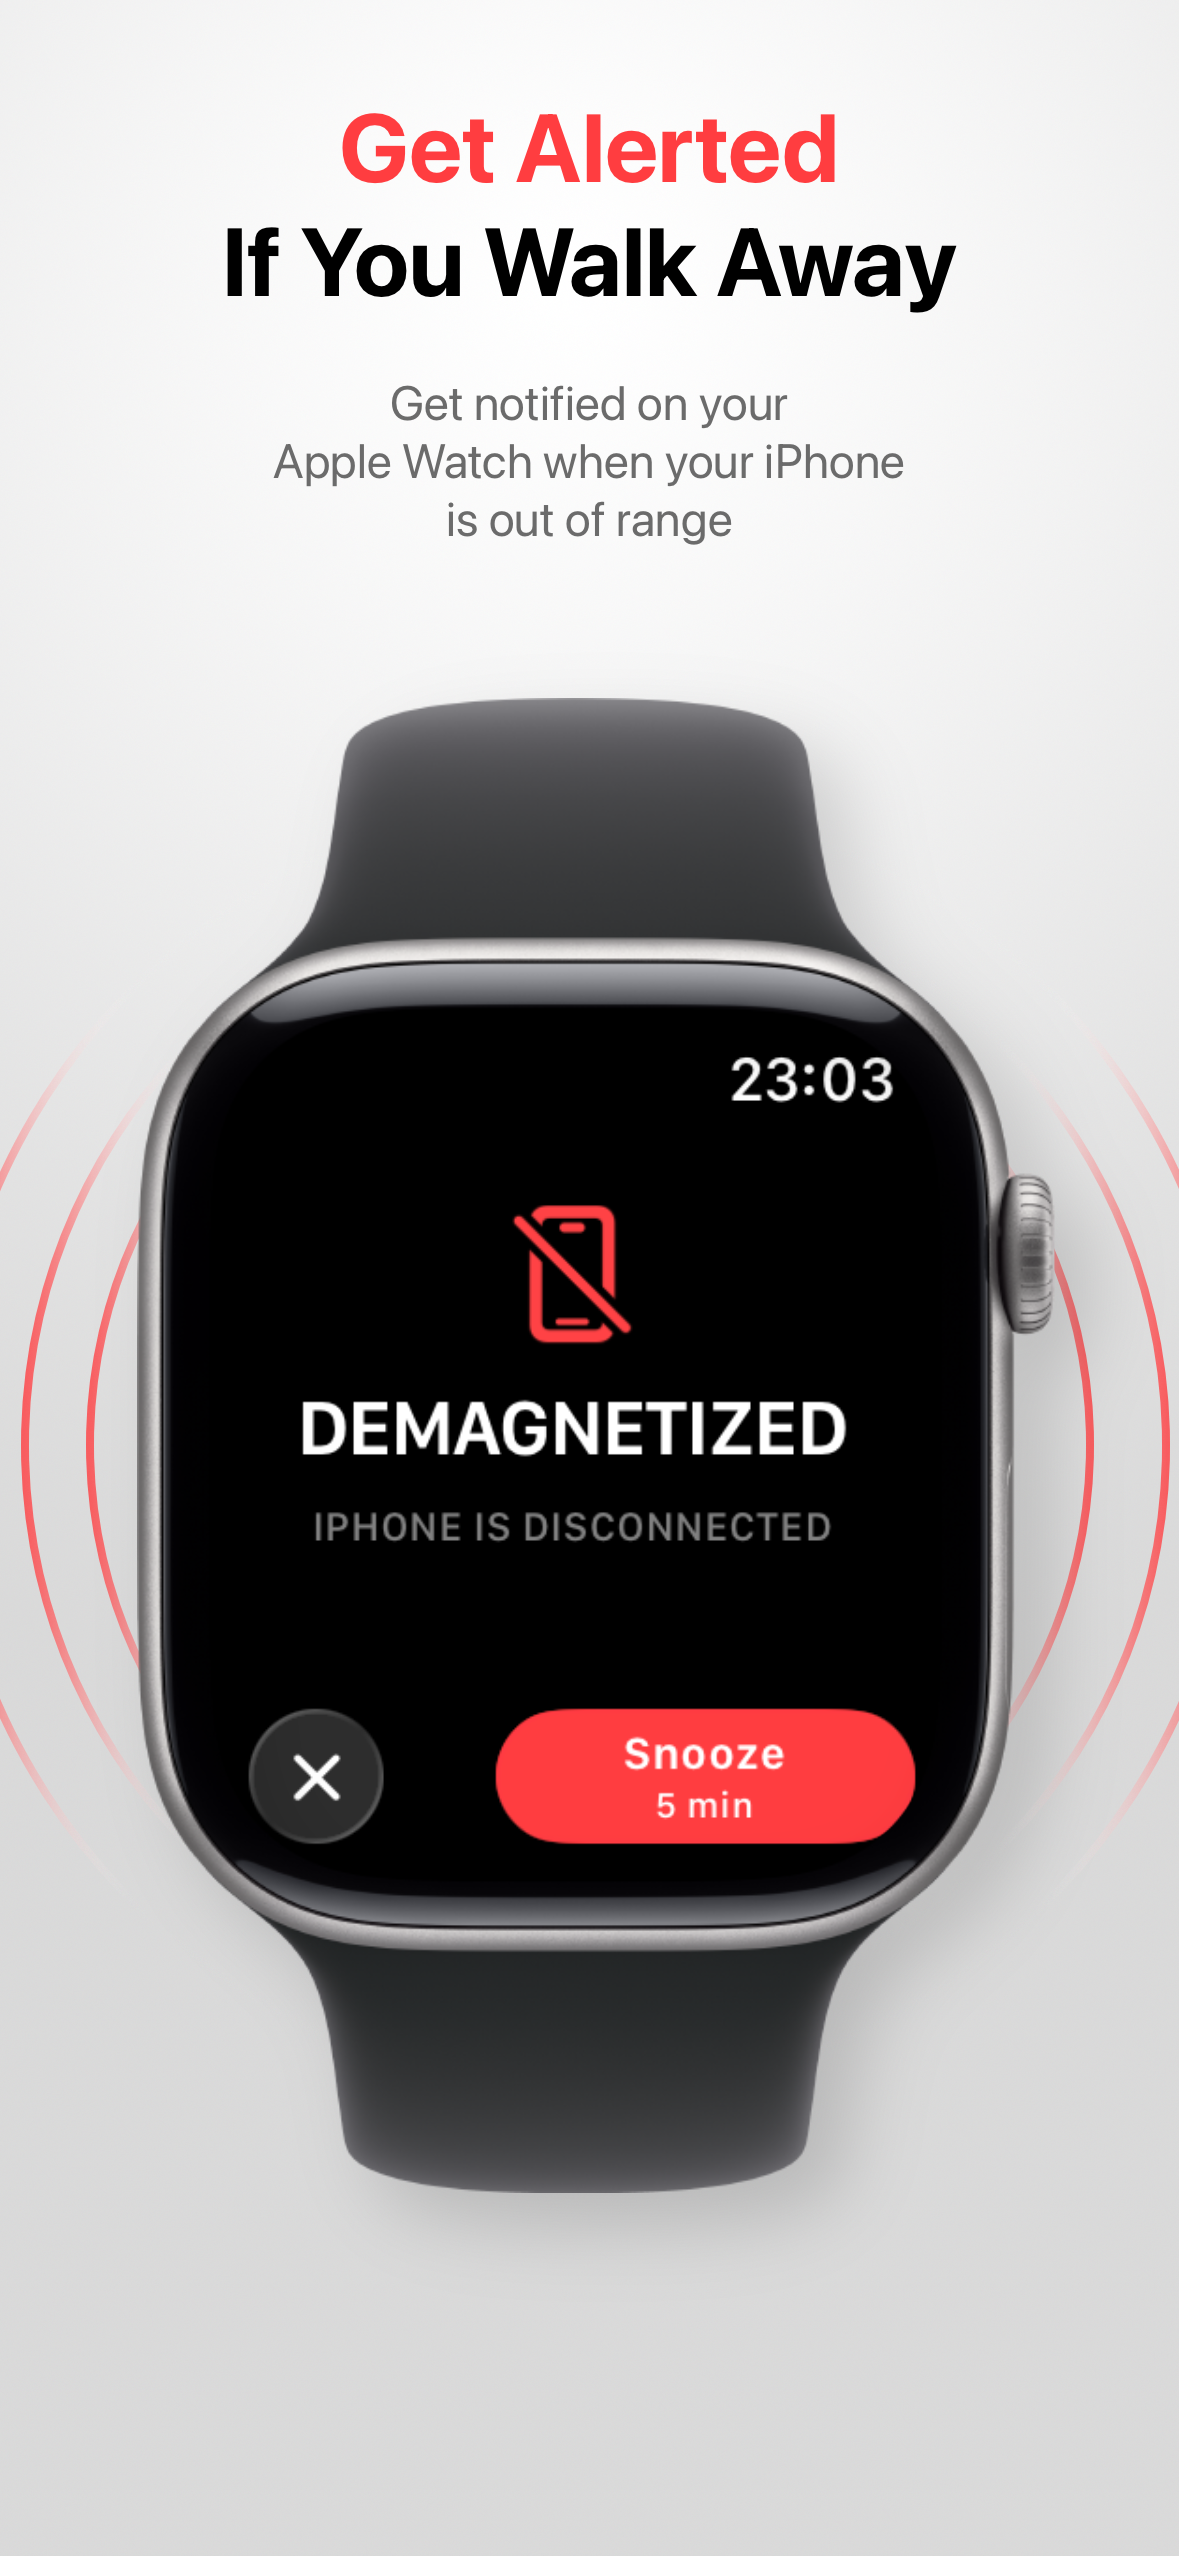 Get Alerted
If You Walk Away
Get notified on your
Apple Watch when your iPhone
is out of range
23:03
DEMAGNETIZED
IPHONE IS DISCONNECTED
Snooze
5 min